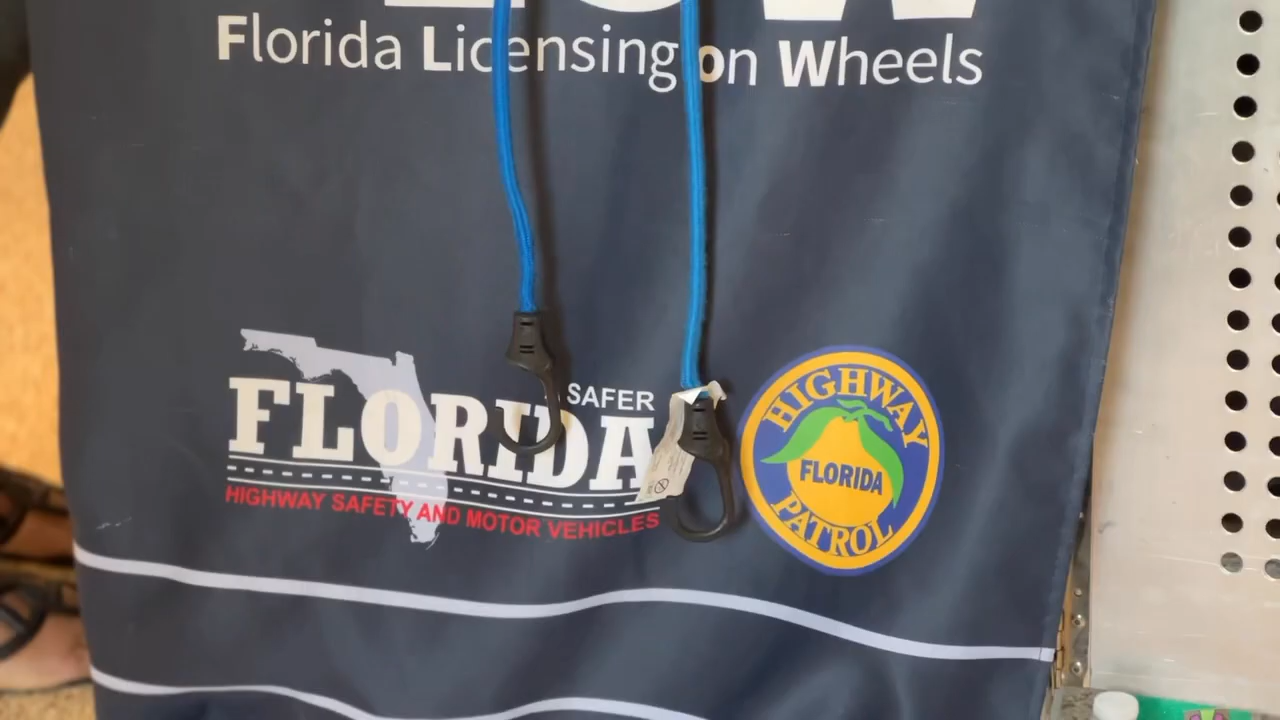 Florida Licensing on Wheels
SAFER
FLORIDA
HIGHWAY SAFETY AND MOTOR VEHICLES
HIGHWAY
FLORIDA
PATROL